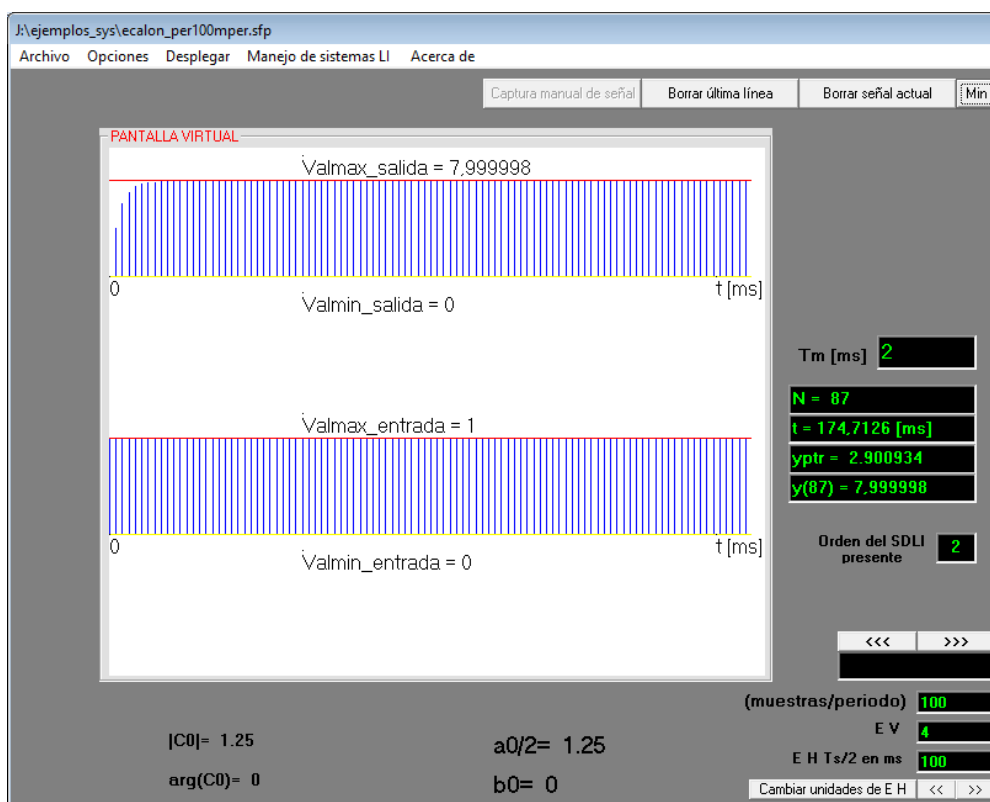 J:\ejemplos_sys\ecalon_per100mper.sfp
Archivo Opciones Desplegar Manejo de sistemas LI Acerca de
Captura manual de señal Borrar última línea Borrar señal actual Min
PANTALLA VIRTUAL
Valmax_salida = 7,999998
0 t [ms]
Valmin_salida = 0
Tm [ms] 2
N = 87
t = 174,7126 [ms]
yptr = 2.900934
y(87) = 7,999998
Valmax_entrada = 1
0 t [ms]
Valmin_entrada = 0
Orden del SDLI
presente 2
<<< >>>
(muestras/periodo) 100
E V 4
E H Ts/2 en ms 100
Cambiar unidades de E H << >>
|C0|= 1.25 a0/2= 1.25
arg(C0)= 0 b0= 0